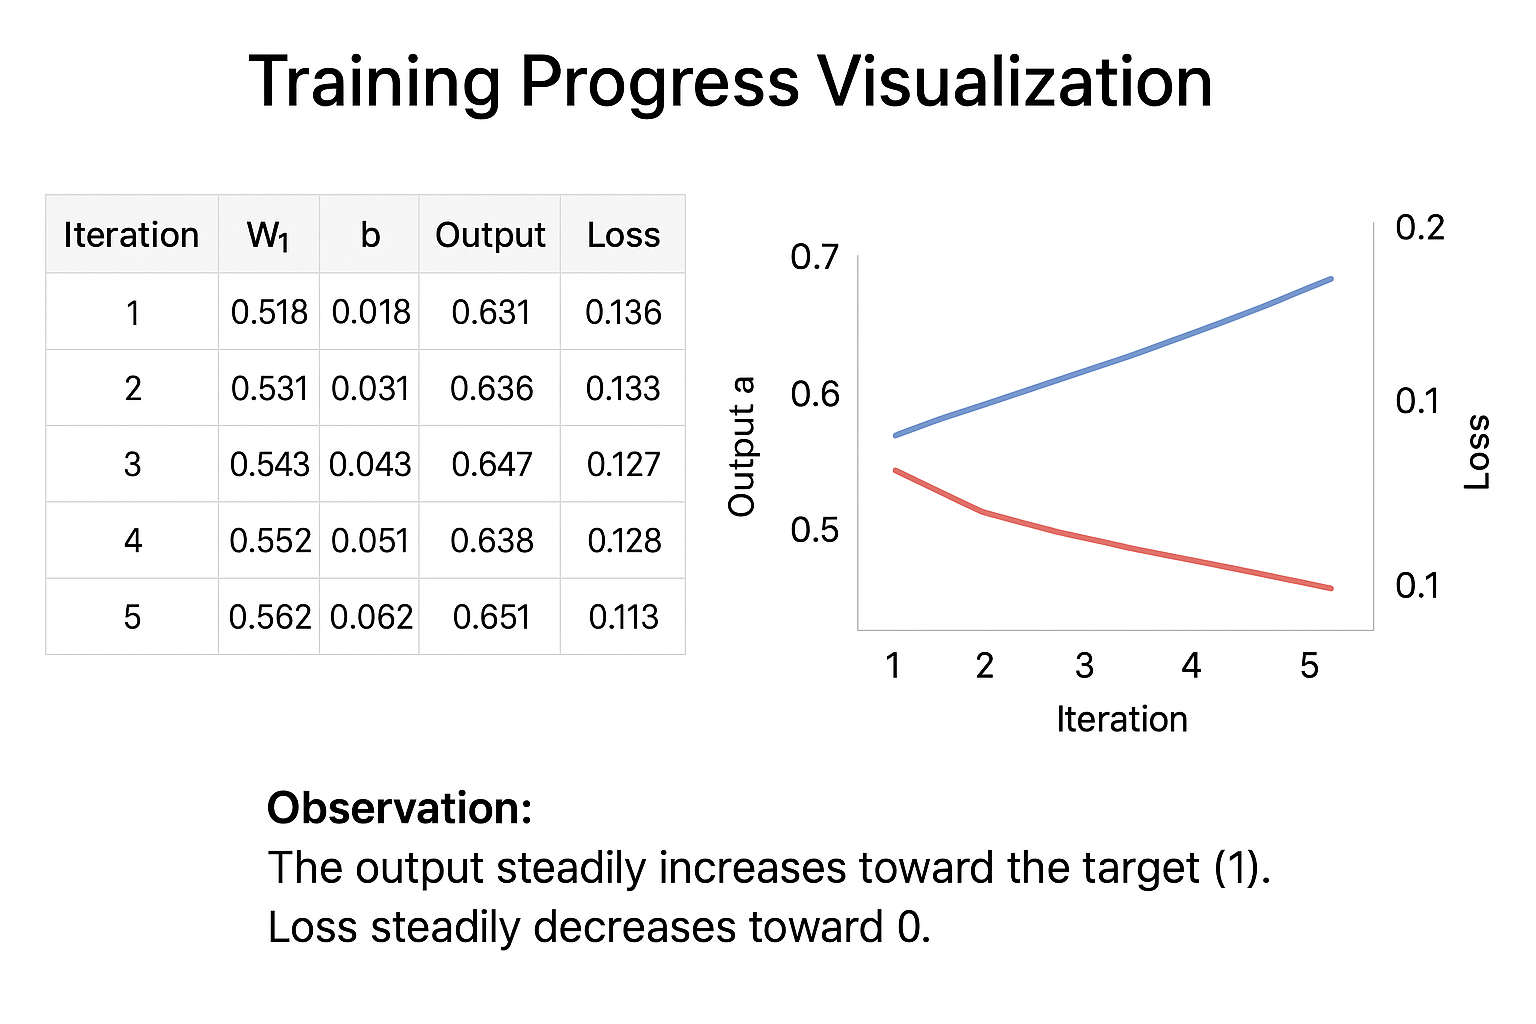 Training Progress Visualization
Iteration W₁ b Output Loss
1 0.518 0.018 0.631 0.136
2 0.531 0.031 0.636 0.133
3 0.543 0.043 0.647 0.127
4 0.552 0.051 0.638 0.128
5 0.562 0.062 0.651 0.113
Output a
0.7
0.6
0.5
0.2
0.1
0.1
Loss
1 2 3 4 5
Iteration
Observation:
The output steadily increases toward the target (1).
Loss steadily decreases toward 0.